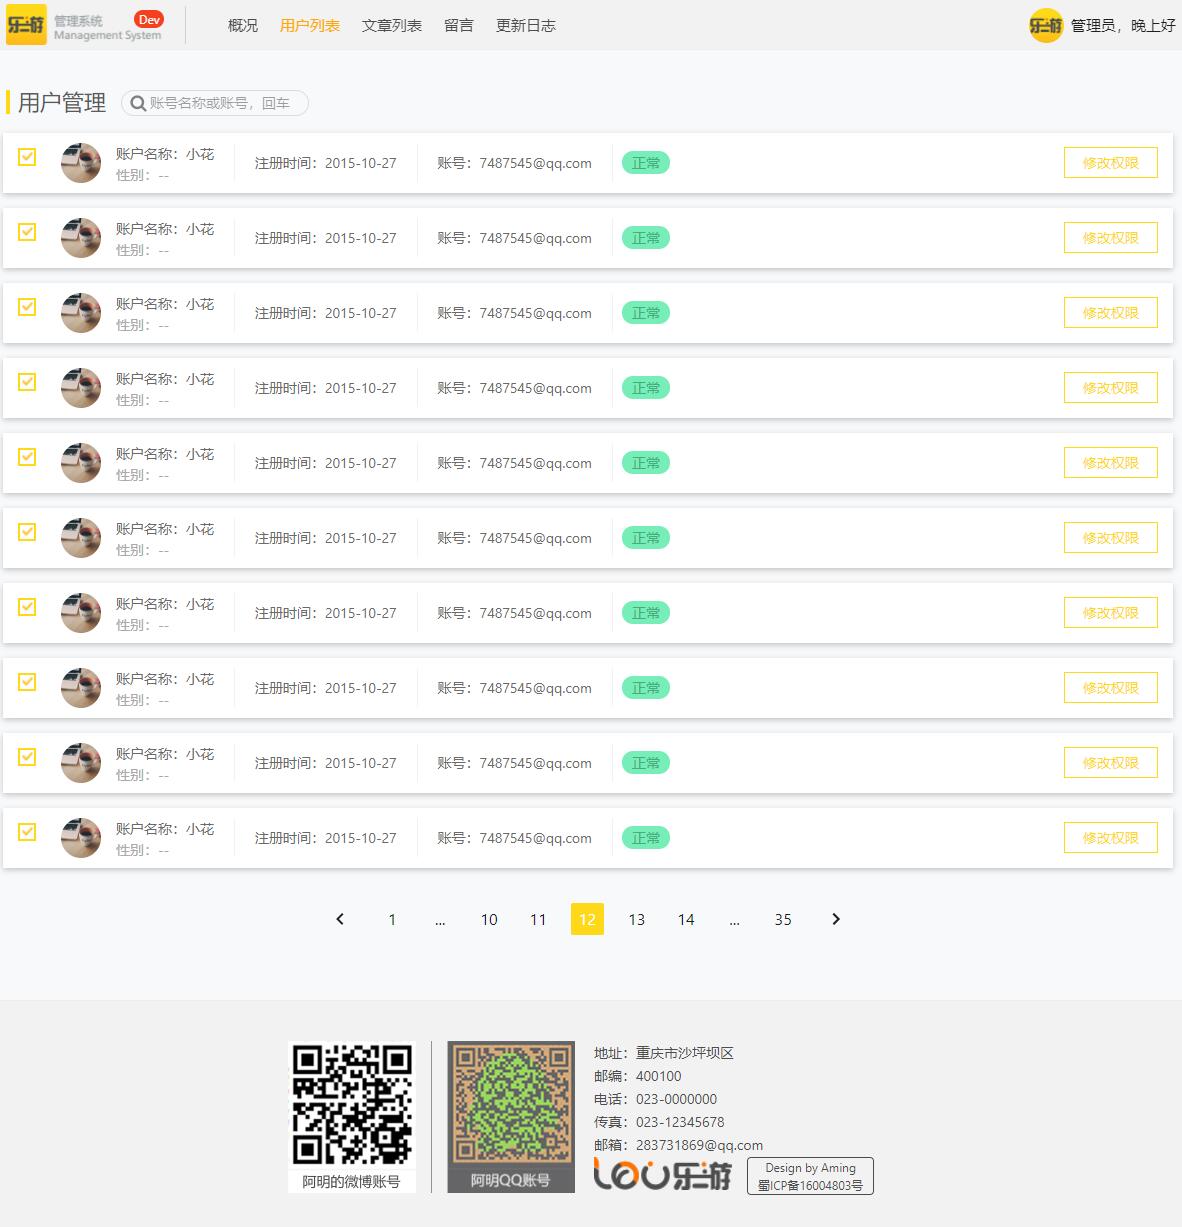 乐游 管理系统 Dev
Management System
概况 用户列表 文章列表 留言 更新日志
乐游 管理员，晚上好
用户管理 账号名称或账号，回车
账户名称：小花 注册时间：2015-10-27 账号：7487545@qq.com 正常 修改权限
性别：--
账户名称：小花 注册时间：2015-10-27 账号：7487545@qq.com 正常 修改权限
性别：--
账户名称：小花 注册时间：2015-10-27 账号：7487545@qq.com 正常 修改权限
性别：--
账户名称：小花 注册时间：2015-10-27 账号：7487545@qq.com 正常 修改权限
性别：--
账户名称：小花 注册时间：2015-10-27 账号：7487545@qq.com 正常 修改权限
性别：--
账户名称：小花 注册时间：2015-10-27 账号：7487545@qq.com 正常 修改权限
性别：--
账户名称：小花 注册时间：2015-10-27 账号：7487545@qq.com 正常 修改权限
性别：--
账户名称：小花 注册时间：2015-10-27 账号：7487545@qq.com 正常 修改权限
性别：--
账户名称：小花 注册时间：2015-10-27 账号：7487545@qq.com 正常 修改权限
性别：--
账户名称：小花 注册时间：2015-10-27 账号：7487545@qq.com 正常 修改权限
性别：--
1 ... 10 11 12 13 14 ... 35
阿明的微博账号
阿明QQ账号
地址：重庆市沙坪坝区
邮编：400100
电话：023-0000000
传真：023-12345678
邮箱：283731869@qq.com
LeU乐游
Design by Aming
蜀ICP备16004803号